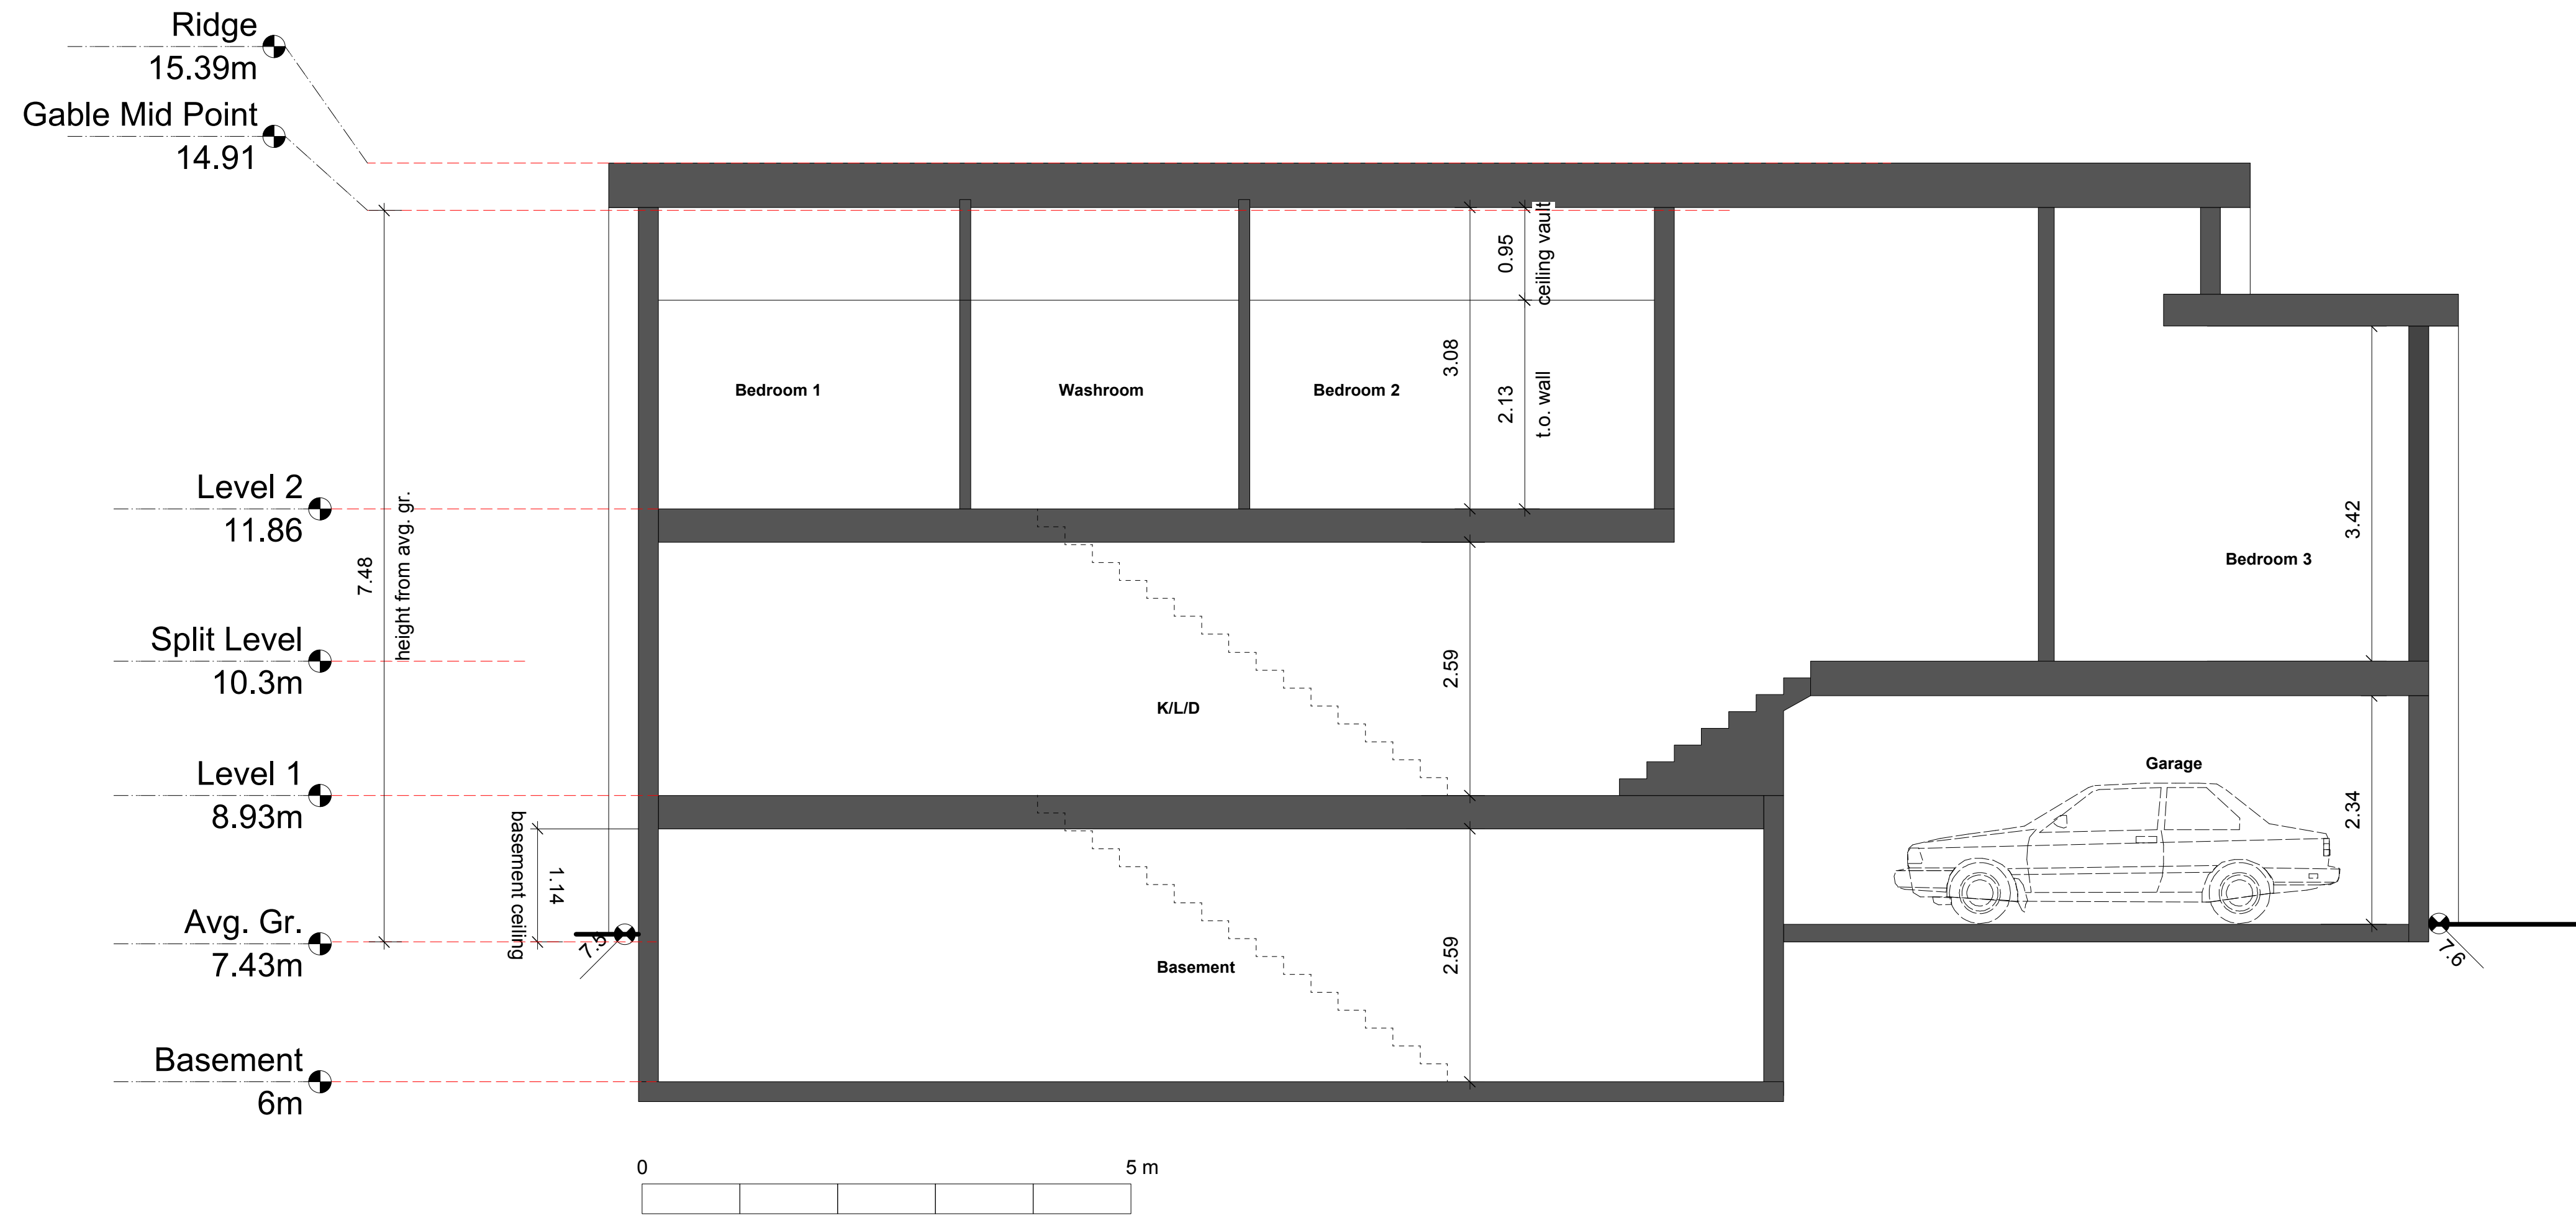 Ridge
15.39m
Gable Mid Point
14.91
Level 2
11.86
Split Level
10.3m
Level 1
8.93m
Avg. Gr.
7.43m
Basement
6m
7.48
height from avg. gr.
basement ceiling
1.14
7.5
Bedroom 1
Washroom
Bedroom 2
3.08
0.95
ceiling vault
2.13
t.o. wall
K/L/D
2.59
Basement
2.59
Bedroom 3
3.42
Garage
2.34
7.6
0
5 m